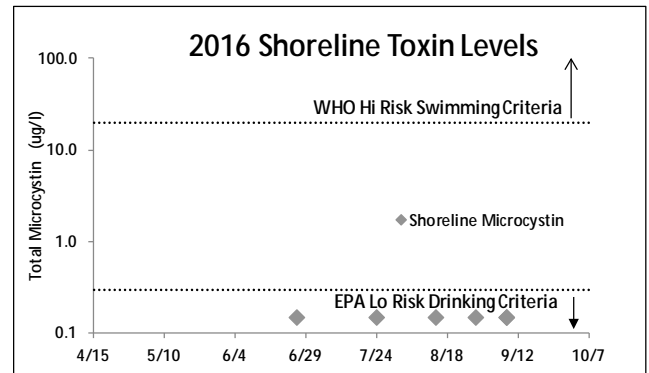 2016 Shoreline Toxin Levels
100.0
WHO Hi Risk Swimming Criteria
10.0
Total Microcystin (ug/l)
Shoreline Microcystin
1.0
EPA Lo Risk Drinking Criteria
0.1
4/15 5/10 6/4 6/29 7/24 8/18 9/12 10/7